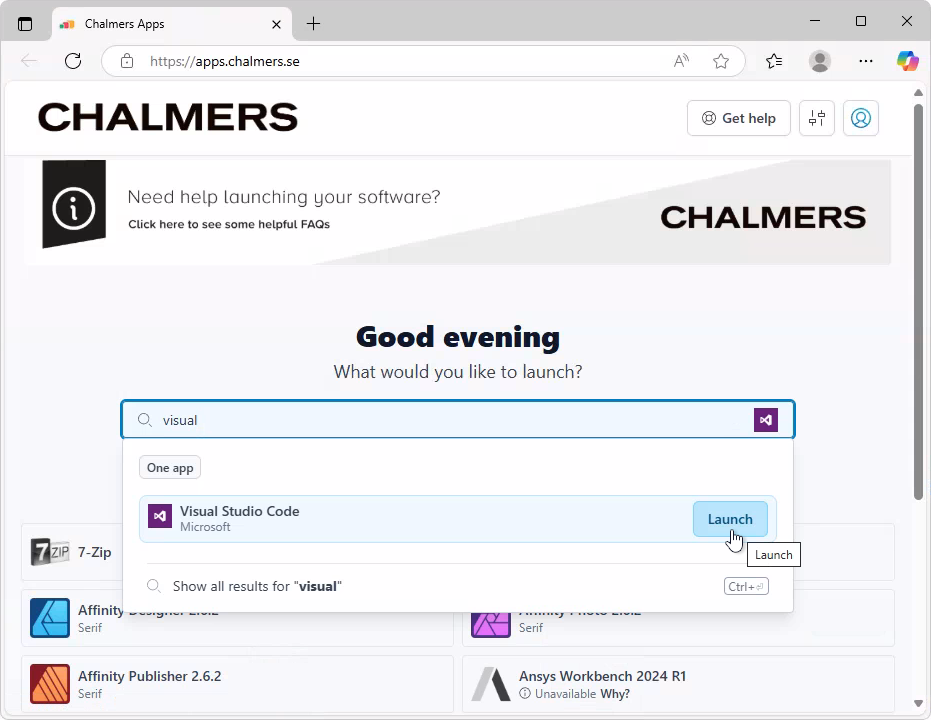 Chalmers Apps
https://apps.chalmers.se
CHALMERS
Get help
Need help launching your software?
Click here to see some helpful FAQs
CHALMERS
Good evening
What would you like to launch?
visual
One app
Visual Studio Code
Microsoft
Launch
Launch
Show all results for "visual"
Ctrl+⏎
7ZIP
7-Zip
Affinity Designer 2.6.2
Serif
Affinity Photo 2.6.2
Serif
Affinity Publisher 2.6.2
Serif
Ansys Workbench 2024 R1
Unavailable Why?